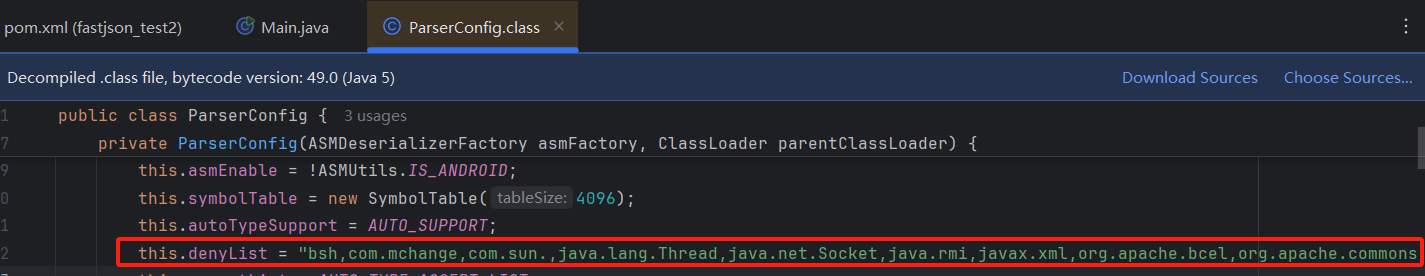 pom.xml (fastjson_test2) Main.java ParserConfig.class
Decompiled .class file, bytecode version: 49.0 (Java 5) Download Sources Choose Sources...
1 public class ParserConfig { 3 usages
7 private ParserConfig(ASMDeserializerFactory asmFactory, ClassLoader parentClassLoader) {
9 this.asmEnable = !ASMUtils.IS_ANDROID;
0 this.symbolTable = new SymbolTable( tableSize: 4096);
1 this.autoTypeSupport = AUTO_SUPPORT;
2 this.denyList = "bsh,com.mchange,com.sun.,java.lang.Thread,java.net.Socket,java.rmi,javax.xml,org.apache.bcel,org.apache.commons